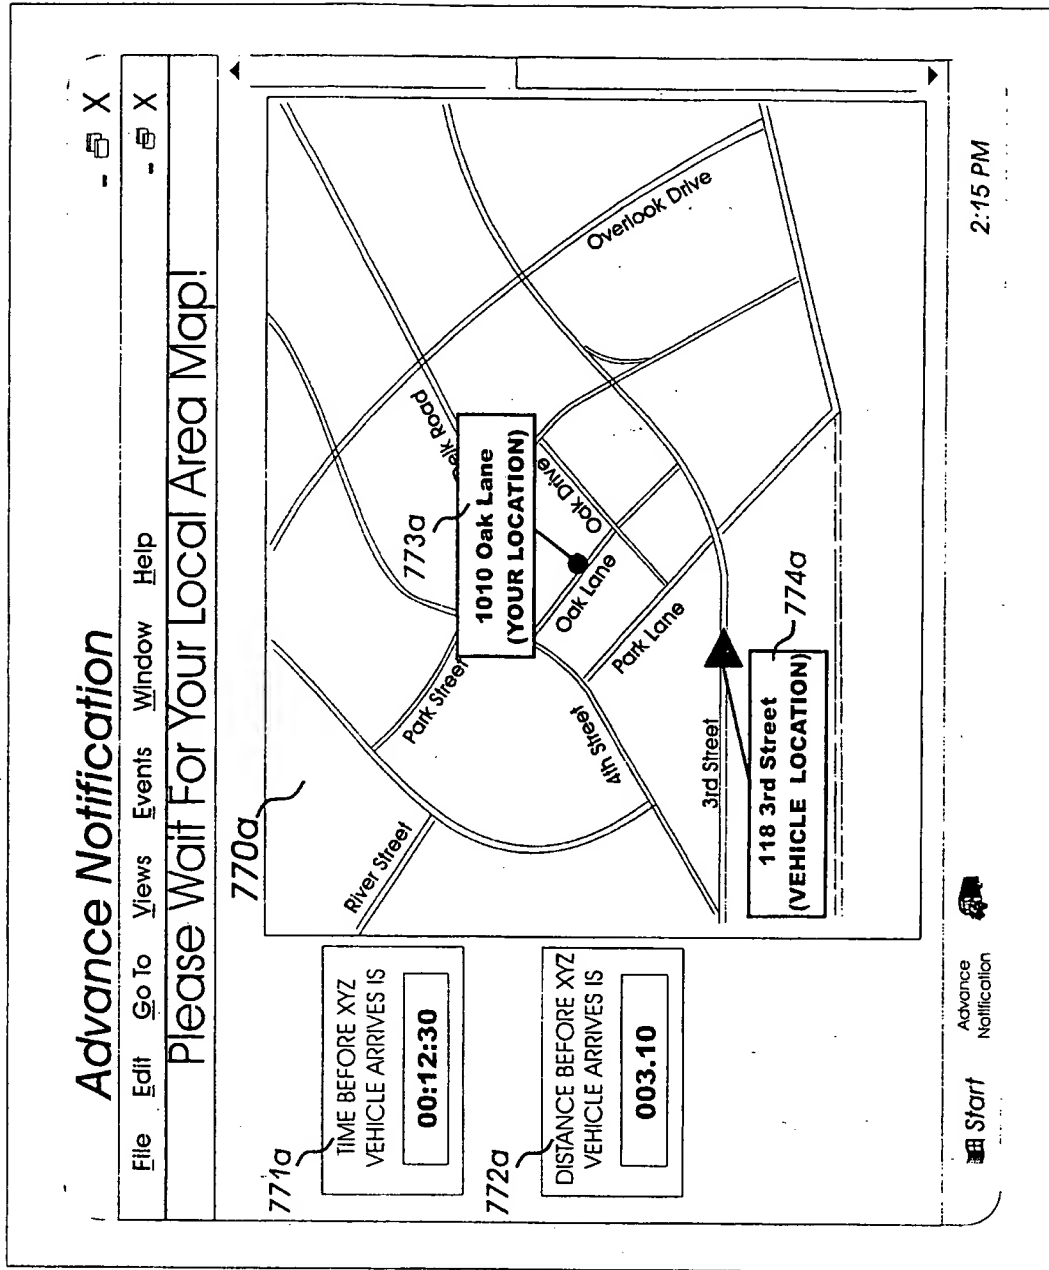 Advance Notification
- X
File Edit Go To Views Events Window Help
- X
Please Wait For Your Local Area Map!
771a
TIME BEFORE XYZ
VEHICLE ARRIVES IS
00:12:30
772a
DISTANCE BEFORE XYZ
VEHICLE ARRIVES IS
003.10
770a
River Street
Park Street
773a
1010 Oak Lane
(YOUR LOCATION)
Road
Overlook Drive
Oak Drive
Oak Lane
Park Lane
4th Street
3rd Street
118 3rd Street
(VEHICLE LOCATION)
774a
Start
Advance
Notification
2:15 PM